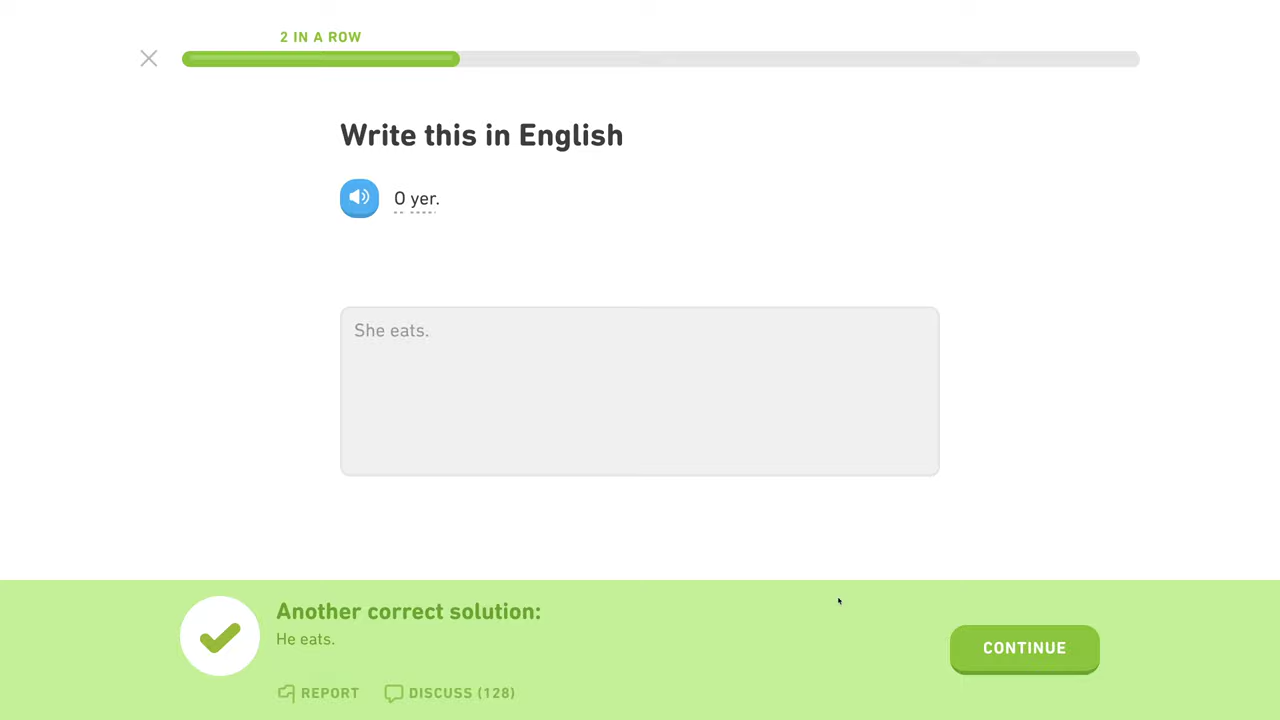 2 IN A ROW
Write this in English
O yer.
She eats.
Another correct solution:
He eats.
CONTINUE
REPORT DISCUSS (128)